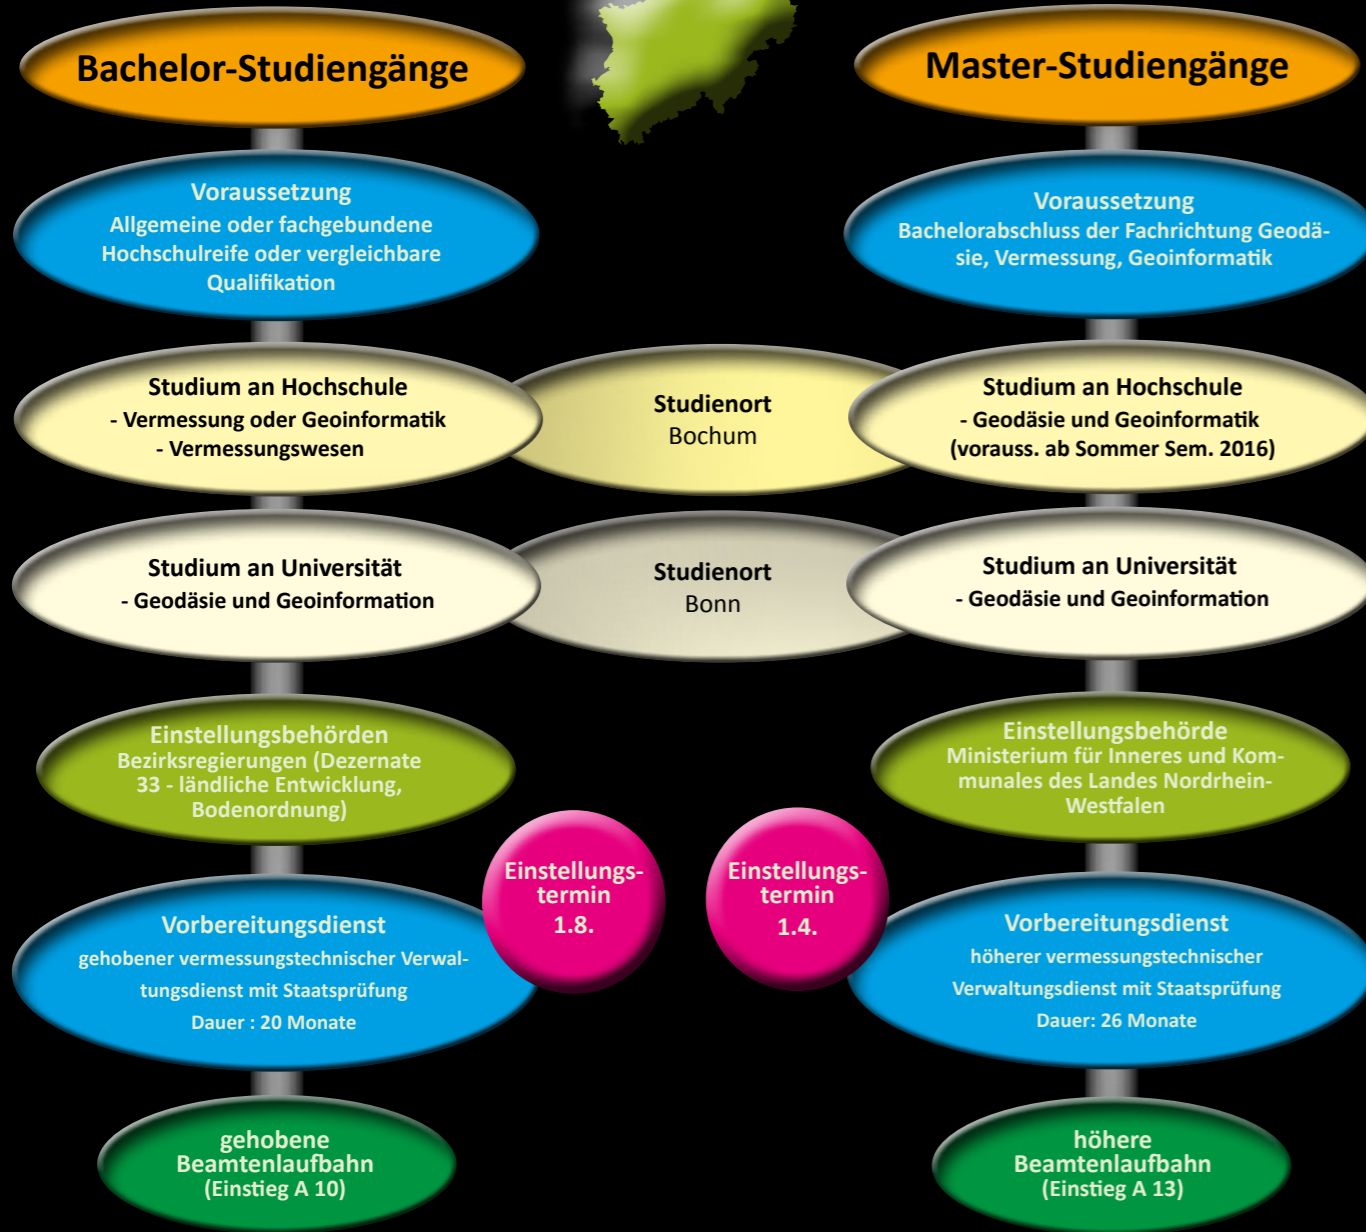 Bachelor-Studiengänge
Voraussetzung
Allgemeine oder fachgebundene
Hochschulreife oder vergleichbare
Qualifikation
Studium an Hochschule
- Vermessung oder Geoinformatik
- Vermessungswesen
Studium an Universität
- Geodäsie und Geoinformation
Einstellungsbehörden
Bezirksregierungen (Dezernate
33 - ländliche Entwicklung,
Bodenordnung)
Vorbereitungsdienst
gehobener vermessungstechnischer Verwal-
tungsdienst mit Staatsprüfung
Dauer : 20 Monate
gehobene
Beamtenlaufbahn
(Einstieg A 10)
Studienort
Bochum
Studienort
Bonn
Einstellungs-
termin
1.8.
Einstellungs-
termin
1.4.
Master-Studiengänge
Voraussetzung
Bachelorabschluss der Fachrichtung Geodä-
sie, Vermessung, Geoinformatik
Studium an Hochschule
- Geodäsie und Geoinformatik
(vorauss. ab Sommer Sem. 2016)
Studium an Universität
- Geodäsie und Geoinformation
Einstellungsbehörde
Ministerium für Inneres und Kom-
munales des Landes Nordrhein-
Westfalen
Vorbereitungsdienst
höherer vermessungstechnischer
Verwaltungsdienst mit Staatsprüfung
Dauer: 26 Monate
höhere
Beamtenlaufbahn
(Einstieg A 13)